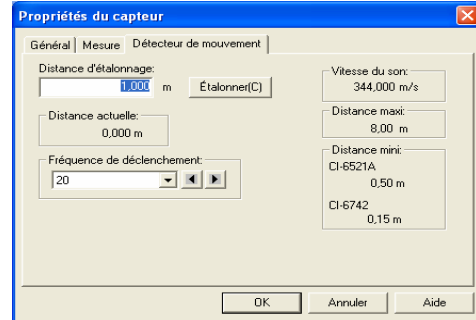 Propriétés du capteur
Général Mesure Détecteur de mouvement
Distance d'étalonnage:
1,000 m Étalonner(C)
Distance actuelle:
0,000 m
Fréquence de déclenchement:
20
Vitesse du son:
344,000 m/s
Distance maxi:
8,00 m
Distance mini:
CI-6521A
0,50 m
CI-6742
0,15 m
OK Annuler Aide